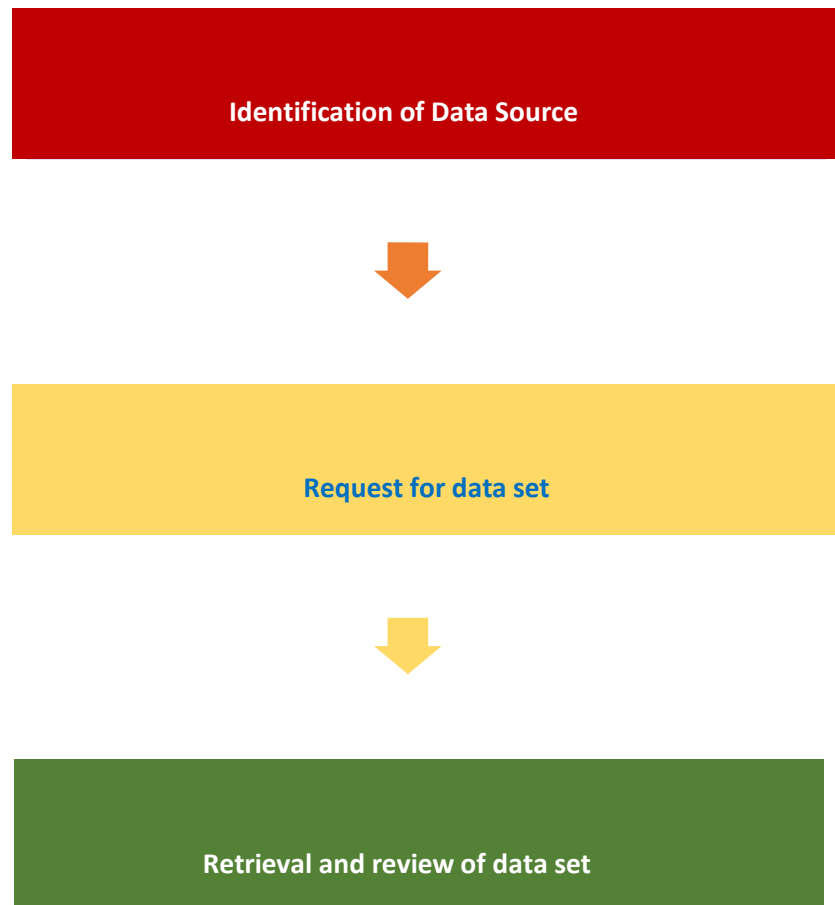 Identification of Data Source
Request for data set
Retrieval and review of data set